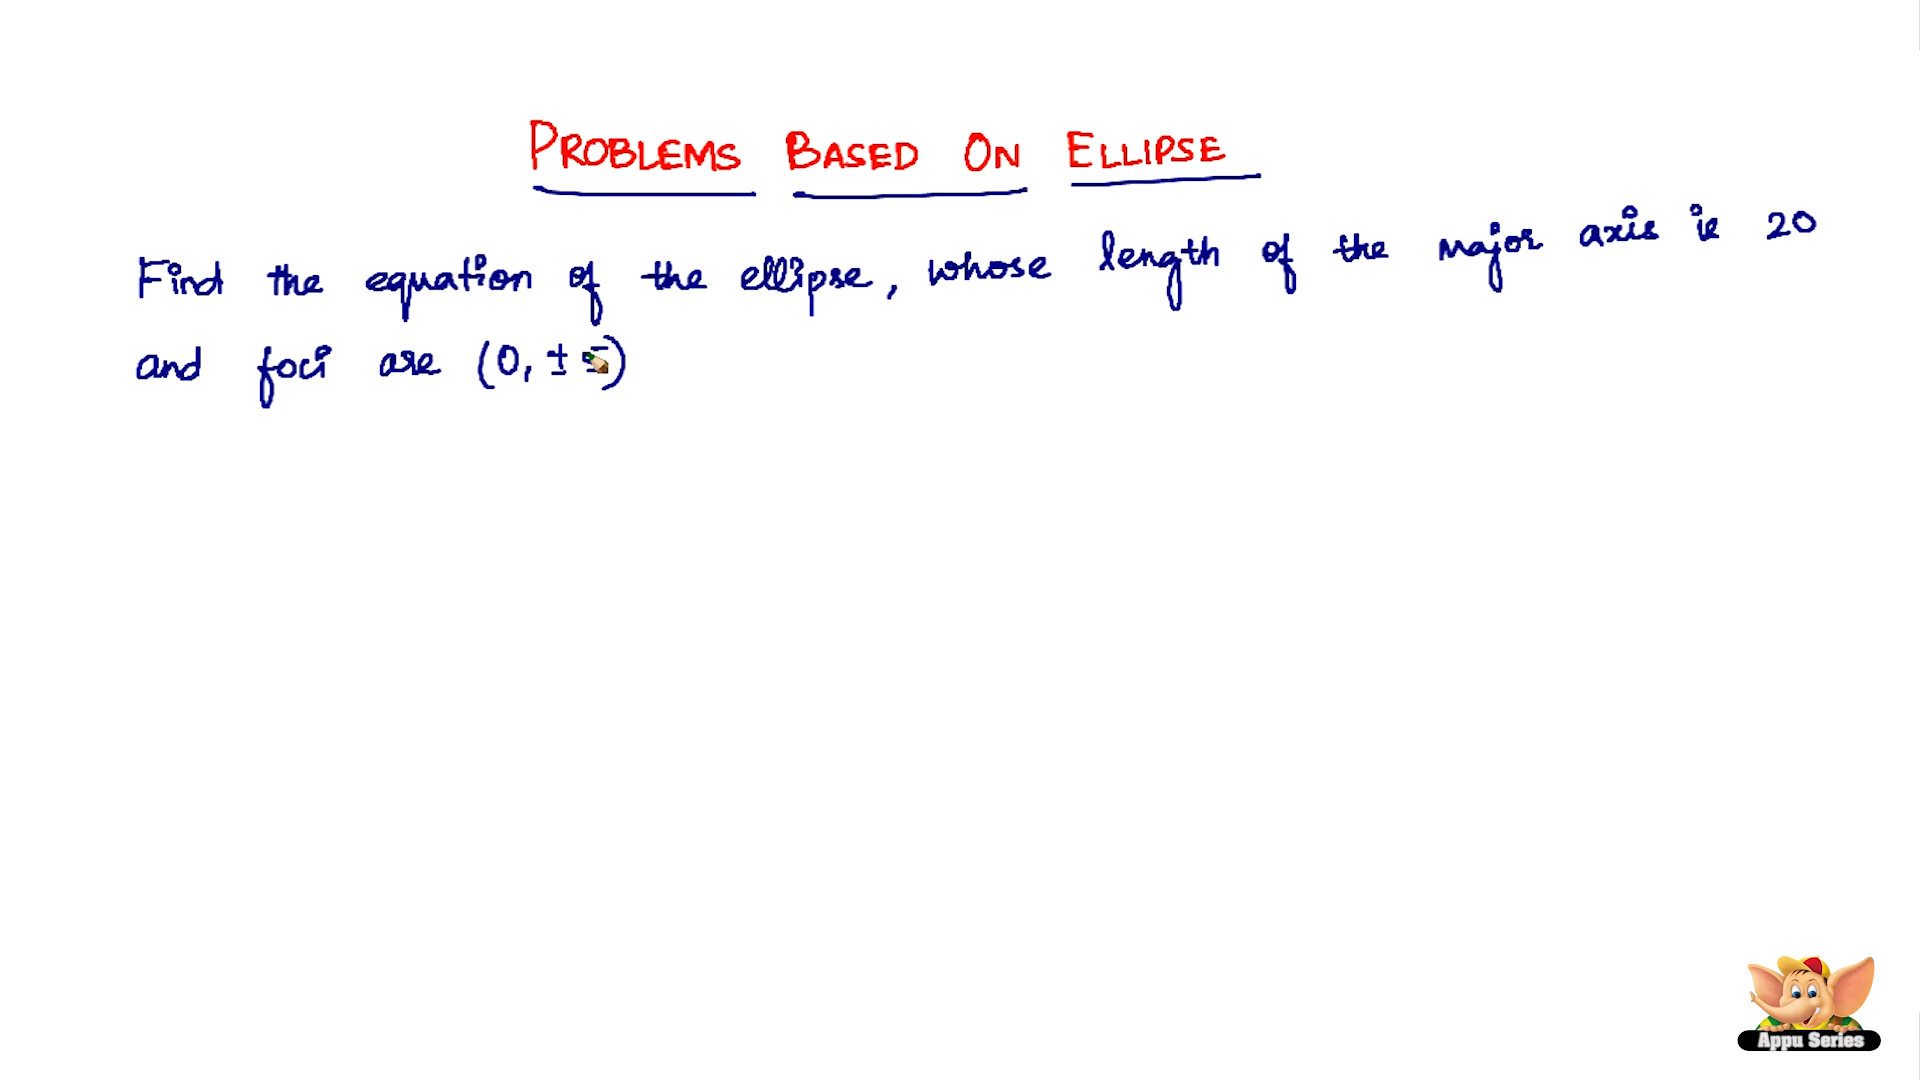 PROBLEMS BASED ON ELLIPSE
Find the equation of the ellipse, whose length of the major axis is 20
and foci are (0, ± 5)
Appu Series